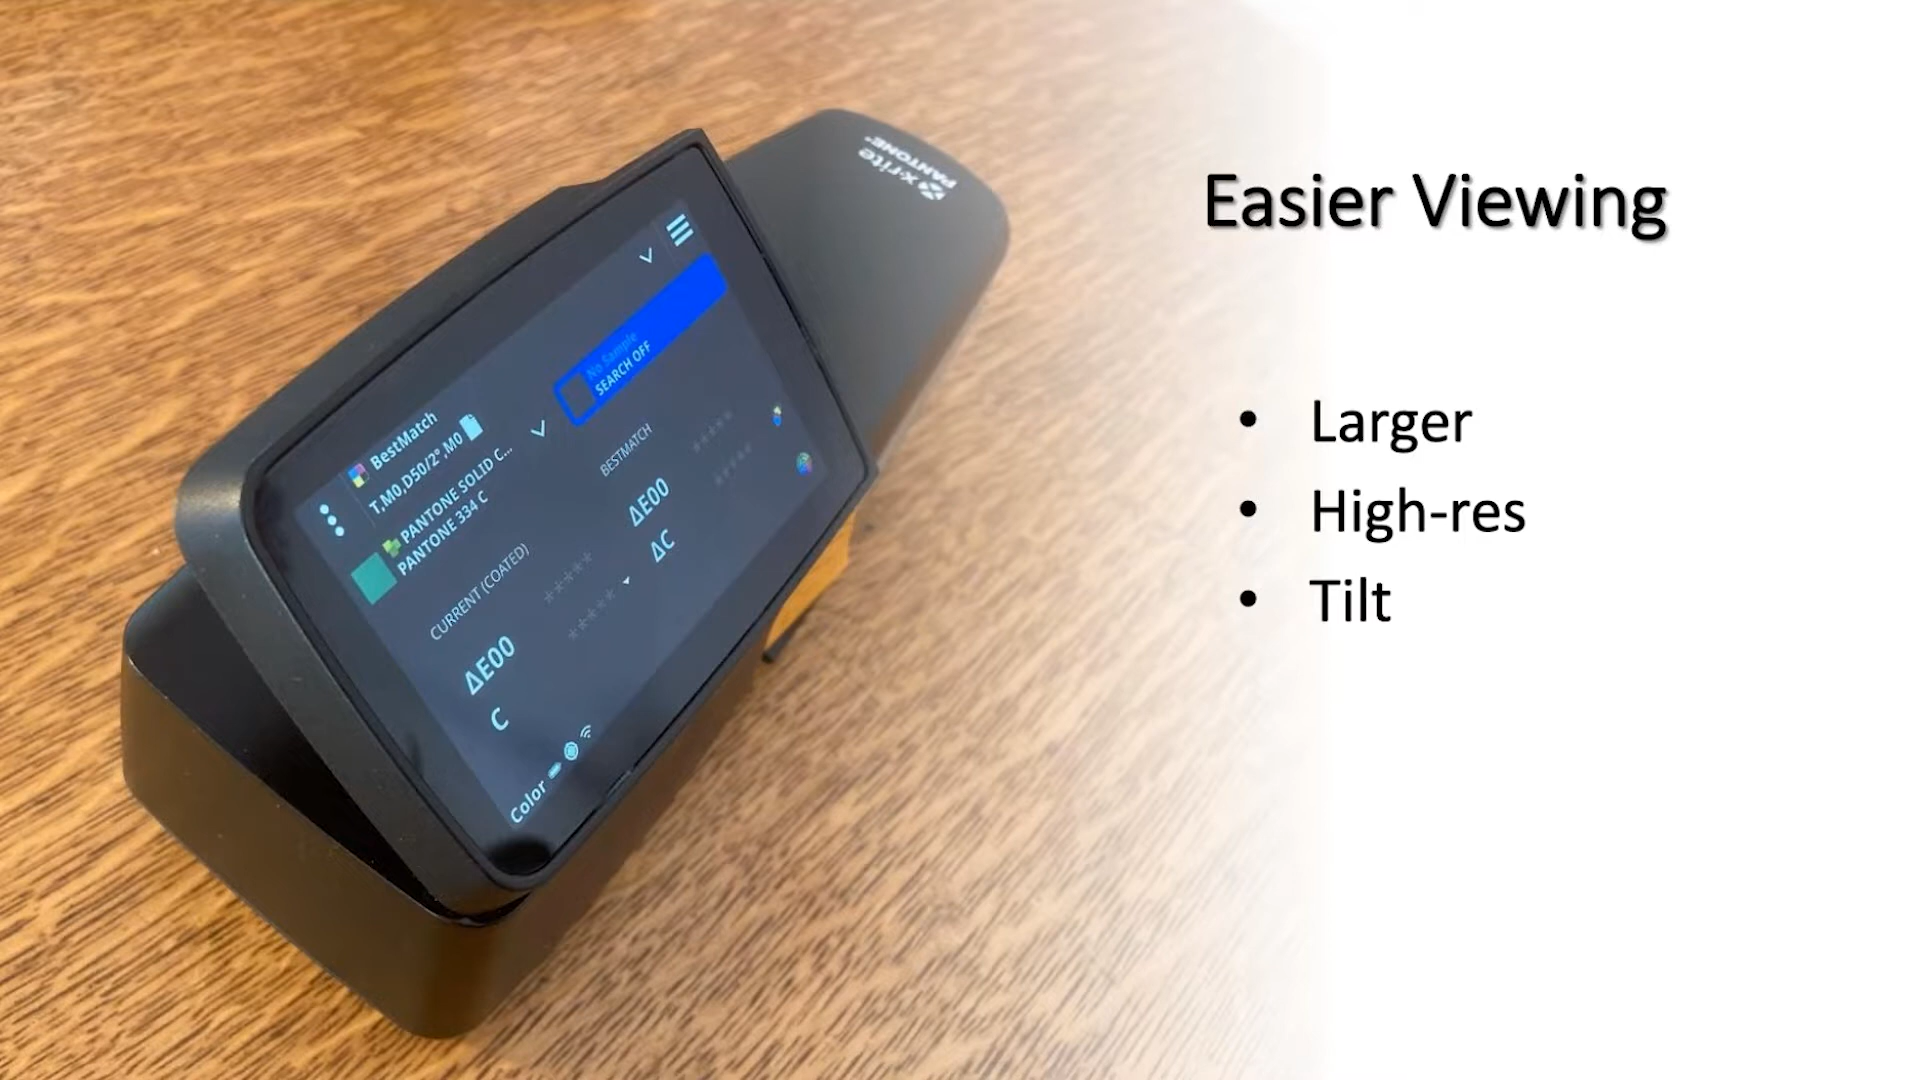 Easier Viewing
• Larger
• High-res
• Tilt
x·rite
PANTONE®
BestMatch
T,M0,D50/2°,M0
PANTONE SOLID C...
PANTONE 334 C
No Sample
SEARCH OFF
CURRENT (COATED)
★★★★★
ΔE00
★★★★★
C
BESTMATCH
★★★★★
ΔE00
★★★★★
ΔC
Color